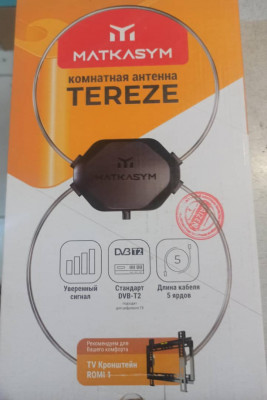 MATKASYM
комнатная антенна
TEREZE
MATKASYM
Уверенный
сигнал
DVB T2
Стандарт
DVB-T2
5
Длина кабеля
5 ярдов
Рекомендуем для
Вашего комфорта
TV Кронштейн
ROMI 1